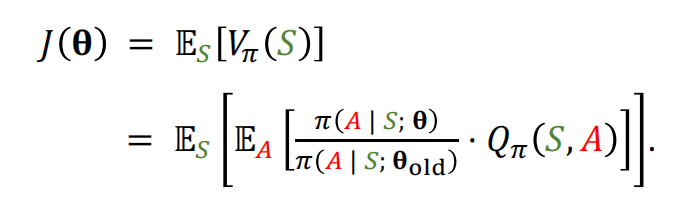 J(θ) = 𝔼_S[V_π(S)]
= 𝔼_S[𝔼_A[π(A | S; θ)/π(A | S; θ_old) · Q_π(S, A)]].